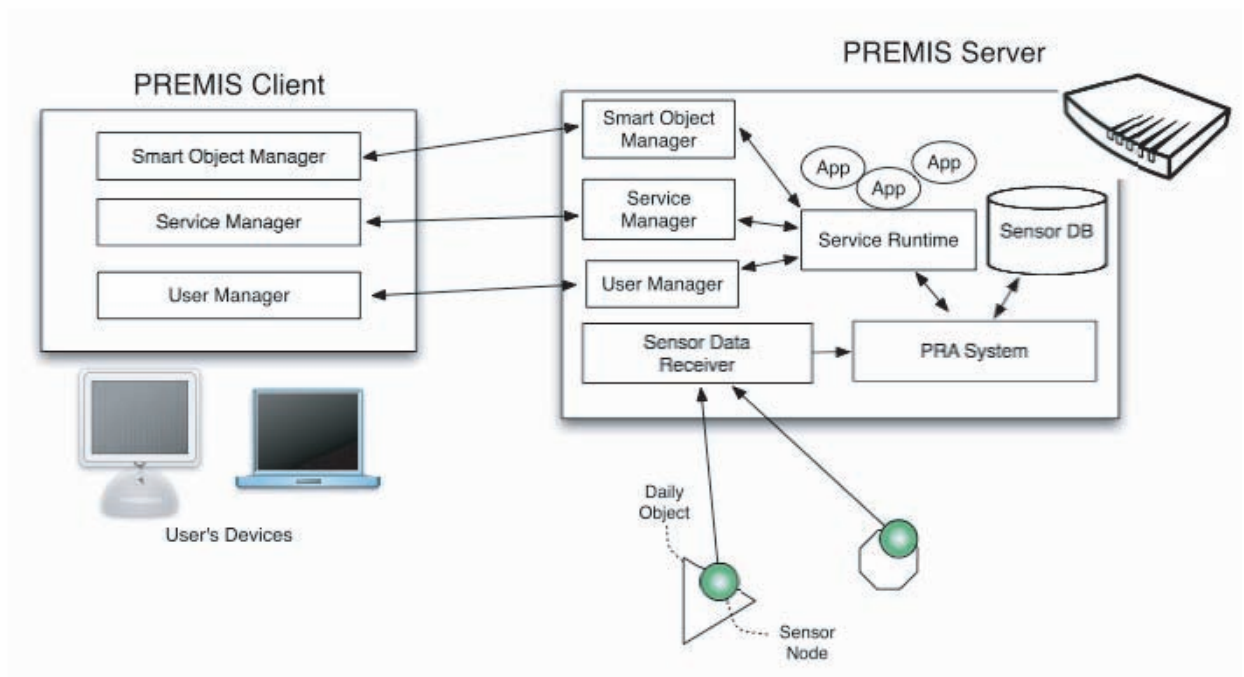 PREMIS Server
PREMIS Client
Smart Object Manager
Service Manager
User Manager
User's Devices
Smart Object
Manager
Service
Manager
User Manager
Sensor Data
Receiver
App
App
App
Service Runtime
Sensor DB
PRA System
Daily
Object
Sensor
Node